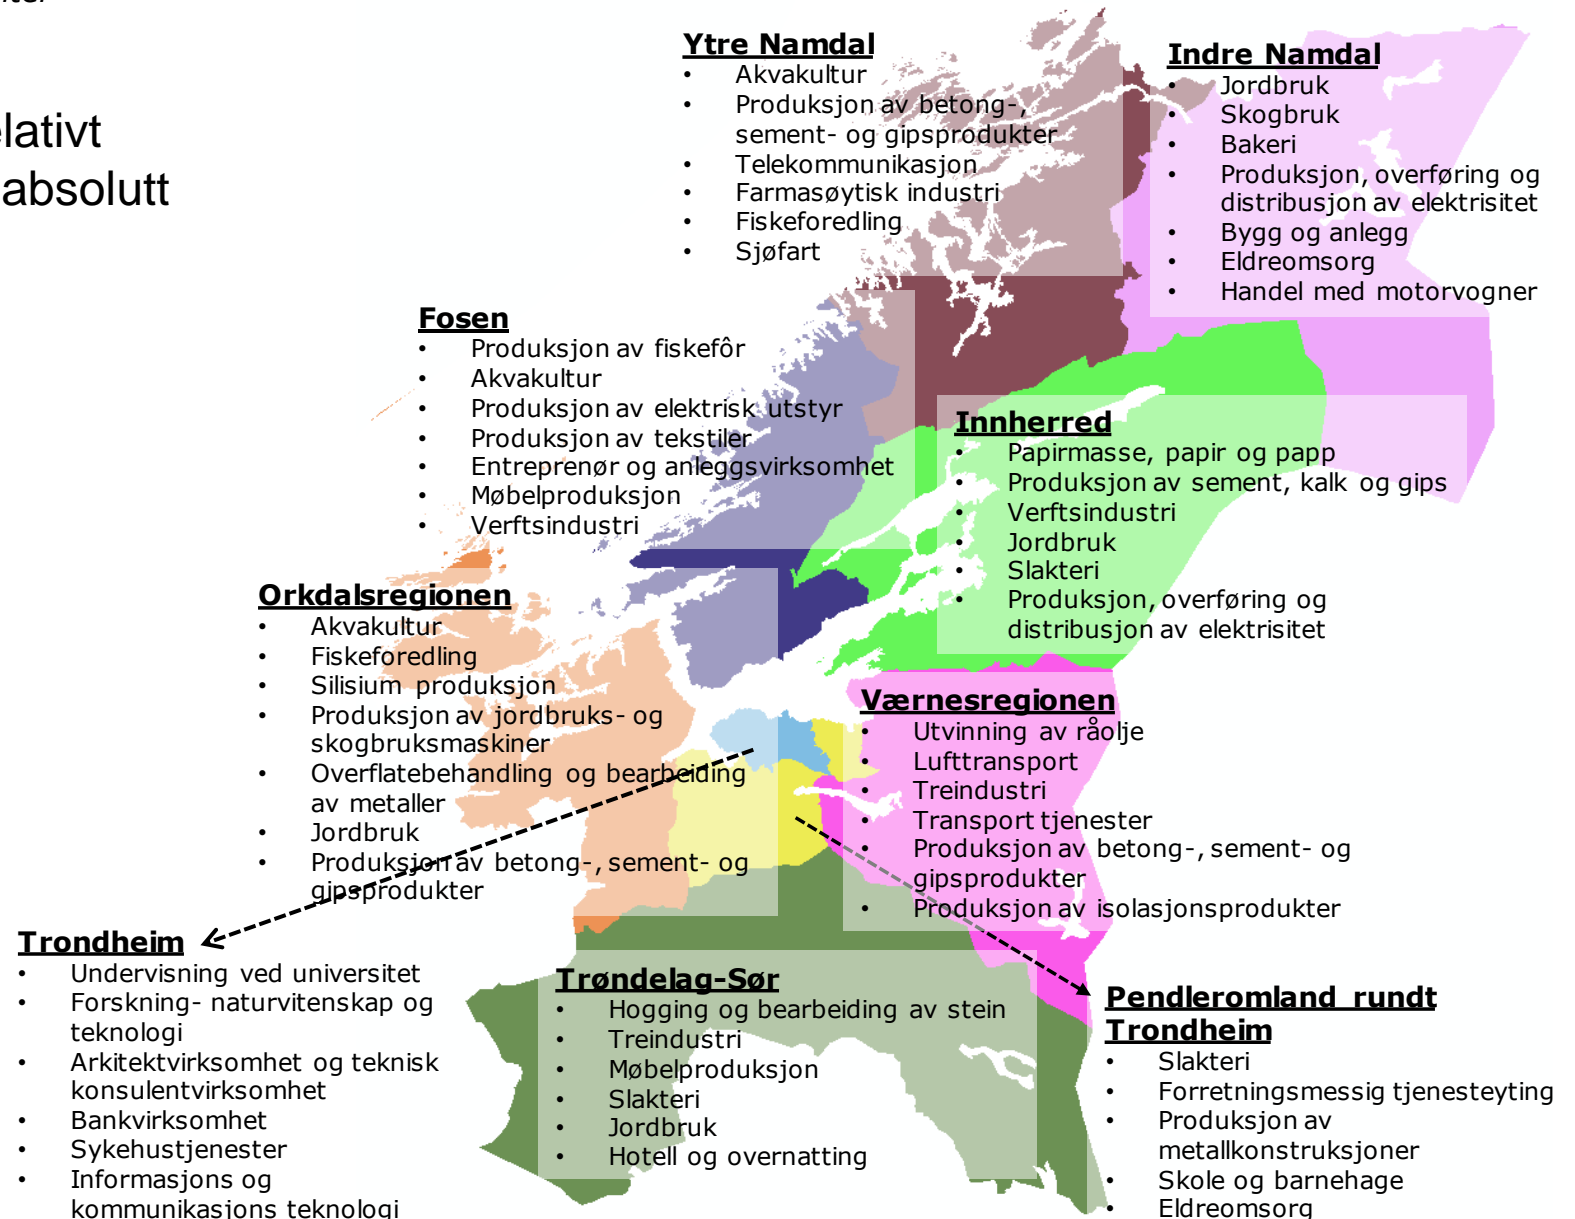 elativt
absolutt
Ytre Namdal
• Akvakultur
• Produksjon av betong-,
sement- og gipsprodukter
• Telekommunikasjon
• Farmasøytisk industri
• Fiskeforedling
• Sjøfart
Indre Namdal
• Jordbruk
• Skogbruk
• Bakeri
• Produksjon, overføring og
distribusjon av elektrisitet
• Bygg og anlegg
• Eldreomsorg
• Handel med motorvogner
Fosen
• Produksjon av fiskefôr
• Akvakultur
• Produksjon av elektrisk utstyr
• Produksjon av tekstiler
• Entreprenør og anleggsvirksomhet
• Møbelproduksjon
• Verftsindustri
Innherred
• Papirmasse, papir og papp
• Produksjon av sement, kalk og gips
• Verftsindustri
• Jordbruk
• Slakteri
• Produksjon, overføring og
distribusjon av elektrisitet
Orkdalsregionen
• Akvakultur
• Fiskeforedling
• Silisium produksjon
• Produksjon av jordbruks- og
skogbruksmaskiner
• Overflatebehandling og bearbeiding
av metaller
• Jordbruk
• Produksjon av betong-, sement- og
gipsprodukter
Værnesregionen
• Utvinning av råolje
• Lufttransport
• Treindustri
• Transport tjenester
• Produksjon av betong-, sement- og
gipsprodukter
• Produksjon av isolasjonsprodukter
Trondheim
• Undervisning ved universitet
• Forskning- naturvitenskap og
teknologi
• Arkitektvirksomhet og teknisk
konsulentvirksomhet
• Bankvirksomhet
• Sykehustjenester
• Informasjons og
kommunikasjons teknologi
Trøndelag-Sør
• Hogging og bearbeiding av stein
• Treindustri
• Møbelproduksjon
• Slakteri
• Jordbruk
• Hotell og overnatting
Pendleromland rundt
Trondheim
• Slakteri
• Forretningsmessig tjenesteyting
• Produksjon av
metallkonstruksjoner
• Skole og barnehage
• Eldreomsorg